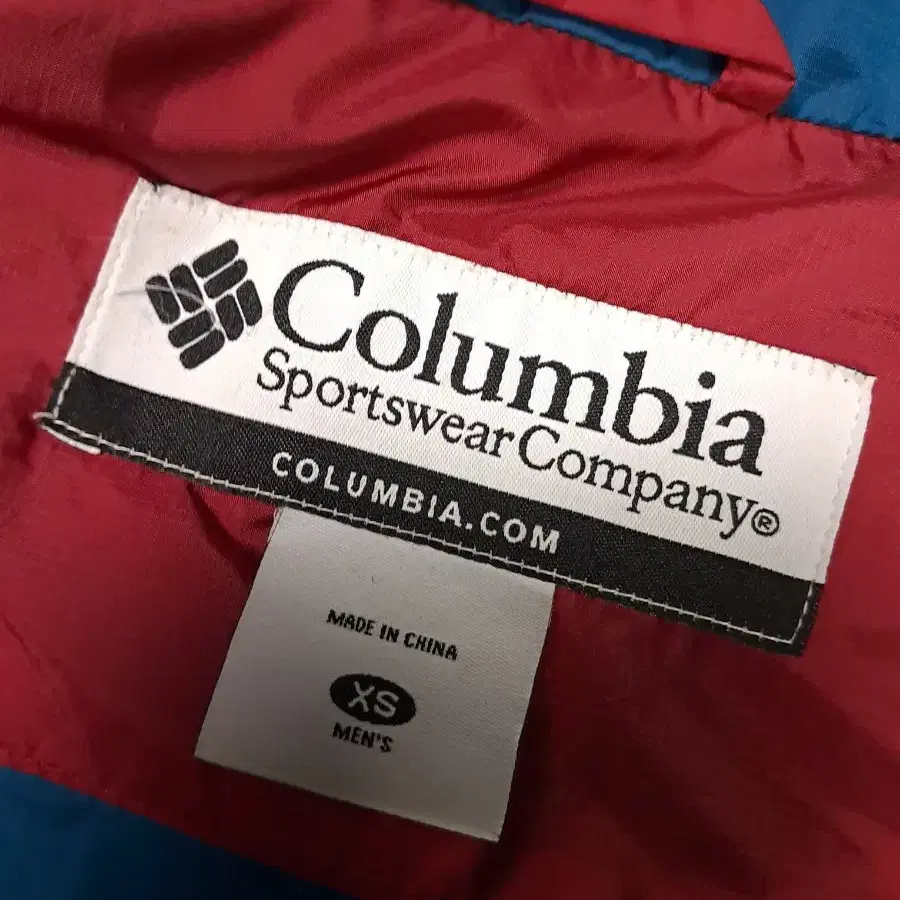 Columbia
Sportswear Company®
COLUMBIA.COM
MADE IN CHINA
XS
MEN'S